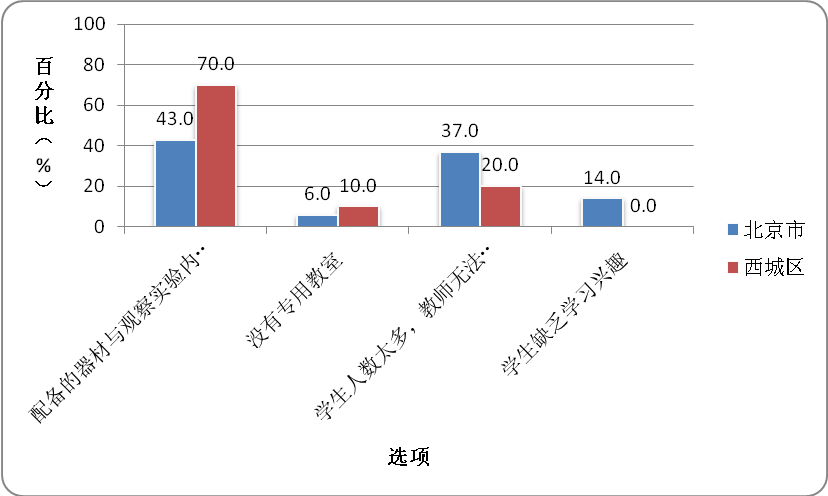 100
80
60
40
20
0
百分比（%）
43.0
70.0
6.0
10.0
37.0
20.0
14.0
0.0
配备的器材与观察实验内..
没有专用教室
学生人数太多，教师无法..
学生缺乏学习兴趣
选项
北京市
西城区